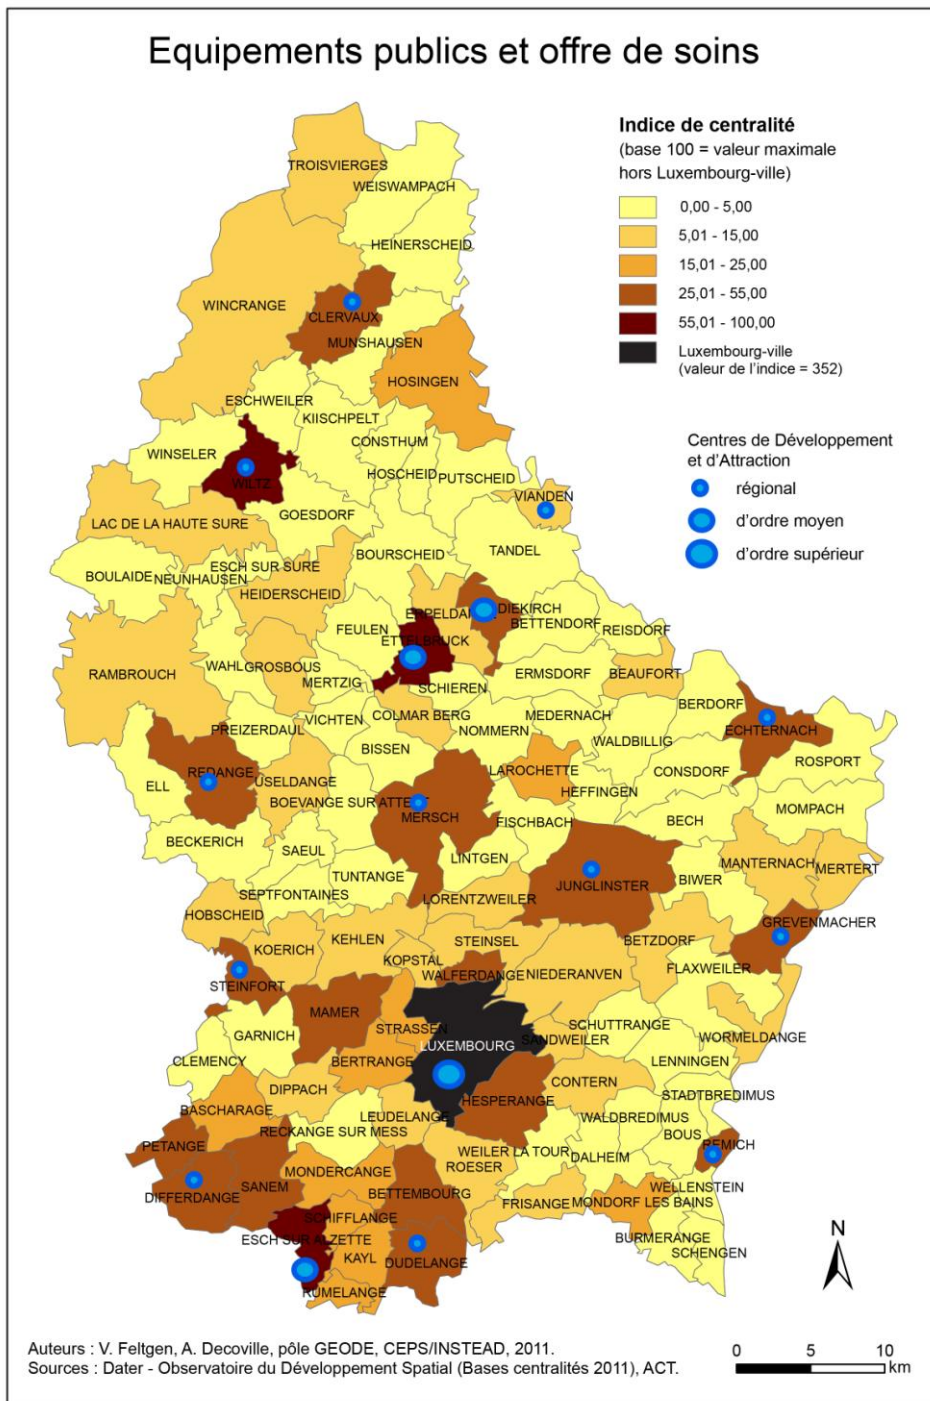 Equipements publics et offre de soins
Indice de centralité
(base 100 = valeur maximale
hors Luxembourg-ville)
0,00 - 5,00
5,01 - 15,00
15,01 - 25,00
25,01 - 55,00
55,01 - 100,00
Luxembourg-ville
(valeur de l'indice = 352)
Centres de Développement
et d'Attraction
régional
d'ordre moyen
d'ordre supérieur
TROISVIERGES
WEISWAMPACH
HEINERSCHEID
WINCRANGE
CLERVAUX
MUNSHAUSEN
HOSINGEN
ESCHWEILER
KIISCHPELT
CONSTHUM
WINSELER
HOSCHEID
PUTSCHEID
WILTZ
VIANDEN
GOESDORF
LAC DE LA HAUTE SURE
BOURSCHEID
TANDEL
ESCH SUR SURE
BOULAIDE
NEUNHAUSEN
HEIDERSCHEID
DIEKIRCH
BETTENDORF
FEULEN
REISDORF
ETTELBRUCK
RAMBROUCH
WAHL
GROSBOUS
MERTZIG
SCHIEREN
ERMSDORF
BEAUFORT
BERDORF
COLMAR BERG
MEDERNACH
VICHTEN
PREIZERDAUL
NOMMERN
ECHTERNACH
WALDBILLIG
BISSEN
ROSPORT
REDANGE
LAROCHETTE
CONSDORF
USELDANGE
ELL
HEFFINGEN
BOEVANGE SUR ATTERT
MOMPACH
MERSCH
FISCHBACH
BECH
BECKERICH
SAEUL
LINTGEN
MANTERNACH
MERTERT
TUNTANGE
JUNGLINSTER
BIWER
SEPTFONTAINES
LORENTZWEILER
HOBSCHEID
GREVENMACHER
KEHLEN
STEINSEL
BETZDORF
KOERICH
KOPSTAL
FLAXWEILER
WALFERDANGE
NIEDERANVEN
STEINFORT
MAMER
STRASSEN
SCHUTTRANGE
GARNICH
SANDWEILER
WORMELDANGE
LUXEMBOURG
CLEMENCY
BERTRANGE
LENNINGEN
DIPPACH
CONTERN
STADTBREDIMUS
HESPERANGE
BASCHARAGE
LEUDELANGE
WALDBREDIMUS
RECKANGE SUR MESS
BOUS
PETANGE
REMICH
WEILER LA TOUR
DALHEIM
ROESER
MONDERCANGE
SANEM
WELLENSTEIN
BETTEMBOURG
DIFFERDANGE
FRISANGE
MONDORF LES BAINS
SCHIFFLANGE
ESCH SUR ALZETTE
BURMERANGE
SCHENGEN
KAYL
DUDELANGE
RUMELANGE
N
Auteurs : V. Feltgen, A. Decoville, pôle GEODE, CEPS/INSTEAD, 2011.
Sources : Dater - Observatoire du Développement Spatial (Bases centralités 2011), ACT.
0 5 10
km